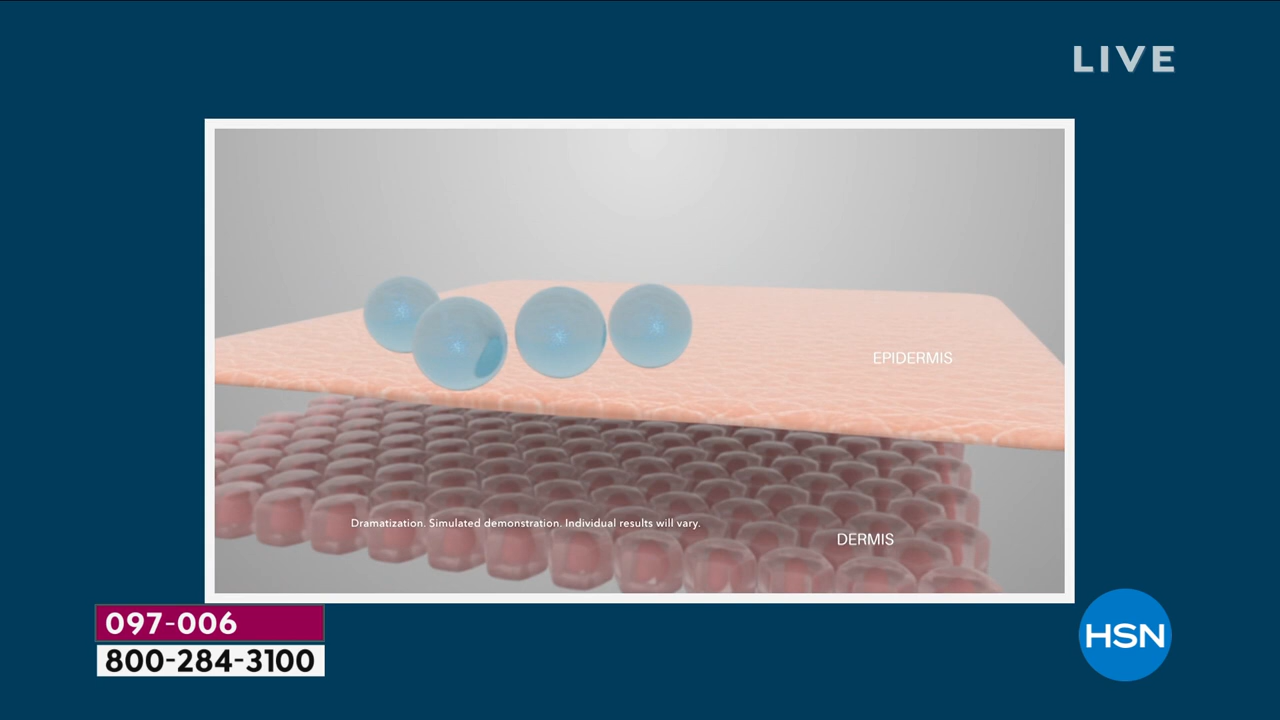 LIVE
EPIDERMIS
Dramatization. Simulated demonstration. Individual results will vary.
DERMIS
097-006
800-284-3100
HSN